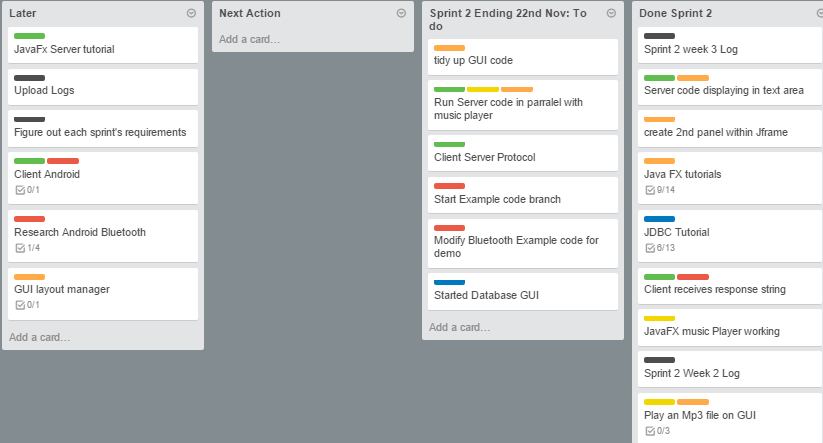 Later
JavaFx Server tutorial
Upload Logs
Figure out each sprint's requirements
Client Android
0/1
Research Android Bluetooth
1/4
GUI layout manager
0/1
Add a card...
Next Action
Add a card...
Sprint 2 Ending 22nd Nov: To
do
tidy up GUI code
Run Server code in parralel with
music player
Client Server Protocol
Start Example code branch
Modify Bluetooth Example code for
demo
Started Database GUI
Add a card...
Done Sprint 2
Sprint 2 week 3 Log
Server code displaying in text area
create 2nd panel within Jframe
Java FX tutorials
9/14
JDBC Tutorial
6/13
Client receives response string
JavaFX music Player working
Sprint 2 Week 2 Log
Play an Mp3 file on GUI
0/3